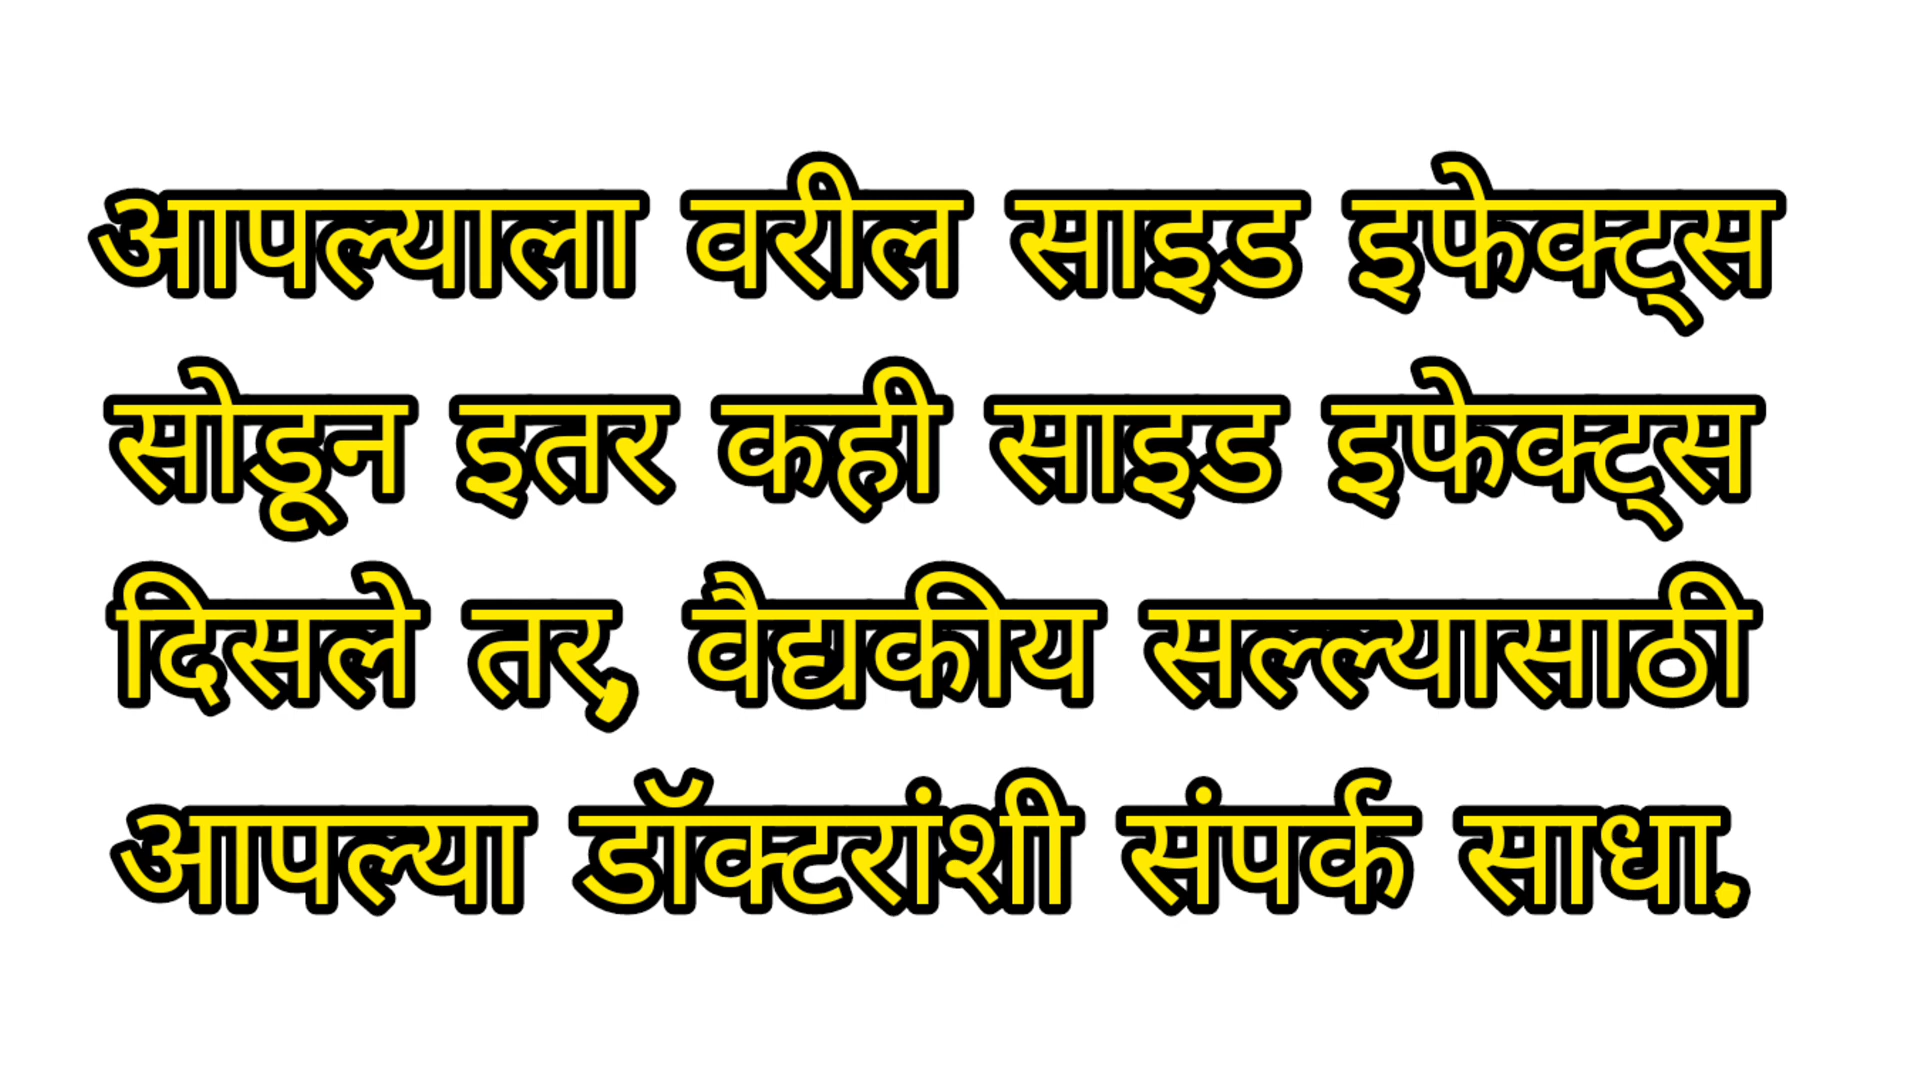 आपल्याला वरील साइड इफेक्ट्स
सोडून इतर कही साइड इफेक्ट्स
दिसले तर, वैद्यकीय सल्ल्यासाठी
आपल्या डॉक्टरांशी संपर्क साधा.